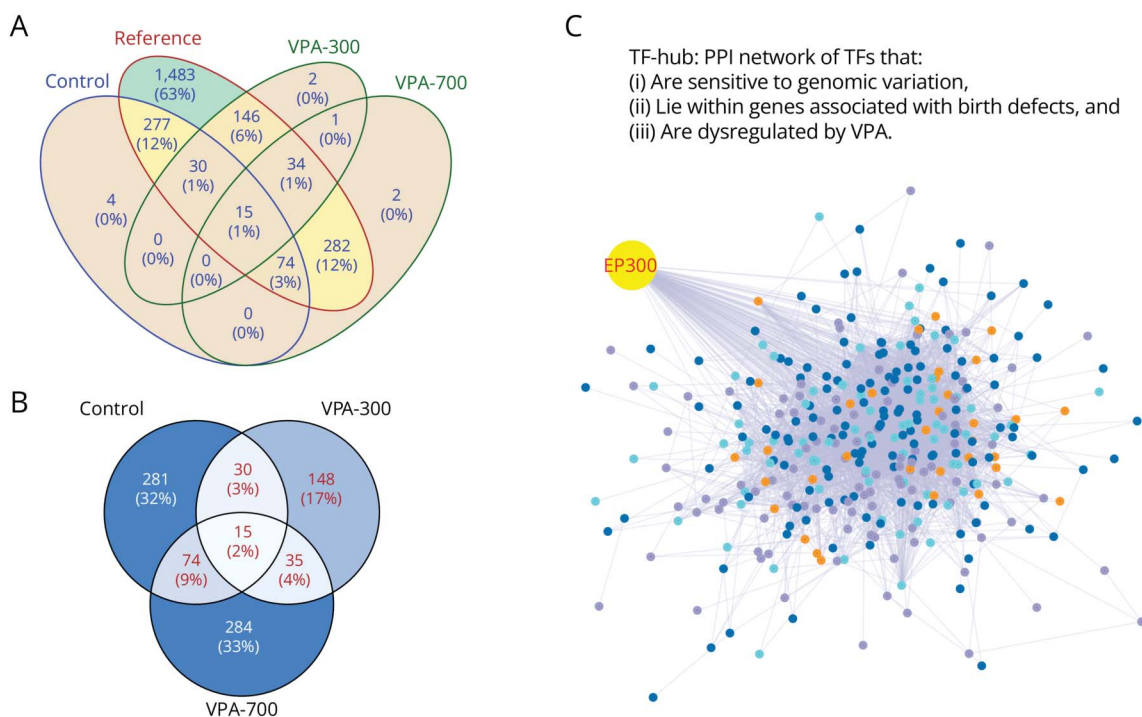 A
Reference
Control
VPA-300
VPA-700
1,483
(63%)
2
(0%)
277
(12%)
146
(6%)
1
(0%)
30
(1%)
34
(1%)
4
(0%)
2
(0%)
15
(1%)
0
(0%)
0
(0%)
74
(3%)
282
(12%)
0
(0%)
B
Control
VPA-300
281
(32%)
30
(3%)
148
(17%)
15
(2%)
74
(9%)
35
(4%)
284
(33%)
VPA-700
C
TF-hub: PPI network of TFs that:
(i) Are sensitive to genomic variation,
(ii) Lie within genes associated with birth defects, and
(iii) Are dysregulated by VPA.
EP300